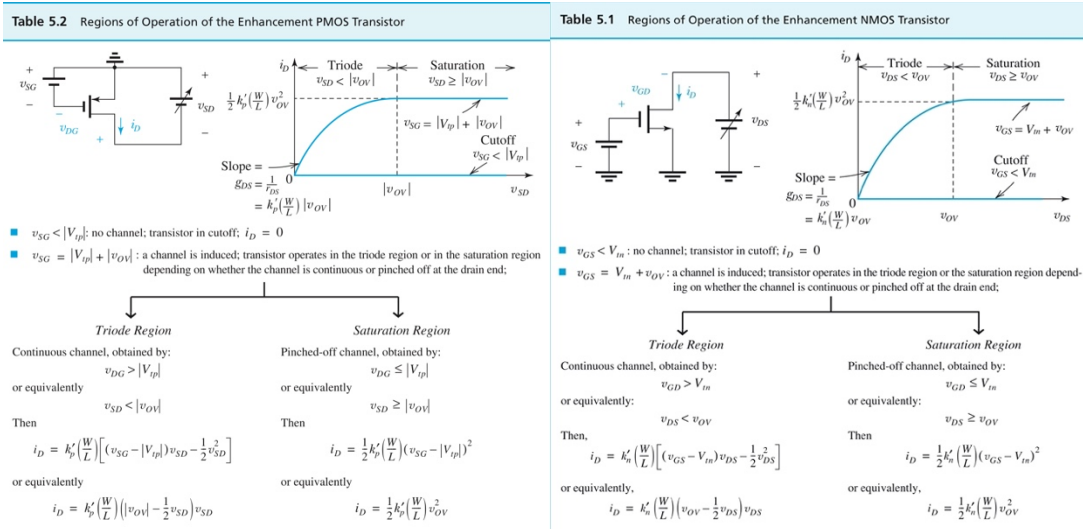 Table 5.2 Regions of Operation of the Enhancement PMOS Transistor
+
v_SG
−
v_DG
+
i_D
+
v_SD
−
i_D
Triode
v_SD < |v_OV|
Saturation
v_SD ≥ |v_OV|
1/2 k'_p (W/L) v²_OV
v_SG = |V_tp| + |v_OV|
Cutoff
v_SG < |V_tp|
Slope =
g_DS = 1/r_DS
= k'_p (W/L) |v_OV|
0
|v_OV|
v_SD
■ v_SG < |V_tp|: no channel; transistor in cutoff; i_D = 0
■ v_SG = |V_tp| + |v_OV| : a channel is induced; transistor operates in the triode region or in the saturation region
depending on whether the channel is continuous or pinched off at the drain end;
Triode Region
Continuous channel, obtained by:
v_DG > |V_tp|
or equivalently
v_SD < |v_OV|
Then
i_D = k'_p (W/L) [(v_SG − |V_tp|) v_SD − 1/2 v²_SD]
or equivalently
i_D = k'_p (W/L) (|v_OV| − 1/2 v_SD) v_SD
Saturation Region
Pinched-off channel, obtained by:
v_DG ≤ |V_tp|
or equivalently
v_SD ≥ |v_OV|
Then
i_D = 1/2 k'_p (W/L) (v_SG − |V_tp|)²
or equivalently
i_D = 1/2 k'_p (W/L) v²_OV
Table 5.1 Regions of Operation of the Enhancement NMOS Transistor
+
v_GS
−
v_GD
+
−
i_D
+
v_DS
−
i_D
Triode
v_DS < v_OV
Saturation
v_DS ≥ v_OV
1/2 k'_n (W/L) v²_OV
v_GS = V_tn + v_OV
Cutoff
v_GS < V_tn
Slope =
g_DS = 1/r_DS
= k'_n (W/L) v_OV
0
v_OV
v_DS
■ v_GS < V_tn : no channel; transistor in cutoff; i_D = 0
■ v_GS = V_tn + v_OV : a channel is induced; transistor operates in the triode region or the saturation region depend-
ing on whether the channel is continuous or pinched off at the drain end;
Triode Region
Continuous channel, obtained by:
v_GD > V_tn
or equivalently:
v_DS < v_OV
Then,
i_D = k'_n (W/L) [(v_GS − V_tn) v_DS − 1/2 v²_DS]
or equivalently,
i_D = k'_n (W/L) (v_OV − 1/2 v_DS) v_DS
Saturation Region
Pinched-off channel, obtained by:
v_GD ≤ V_tn
or equivalently:
v_DS ≥ v_OV
Then
i_D = 1/2 k'_n (W/L) (v_GS − V_tn)²
or equivalently,
i_D = 1/2 k'_n (W/L) v²_OV